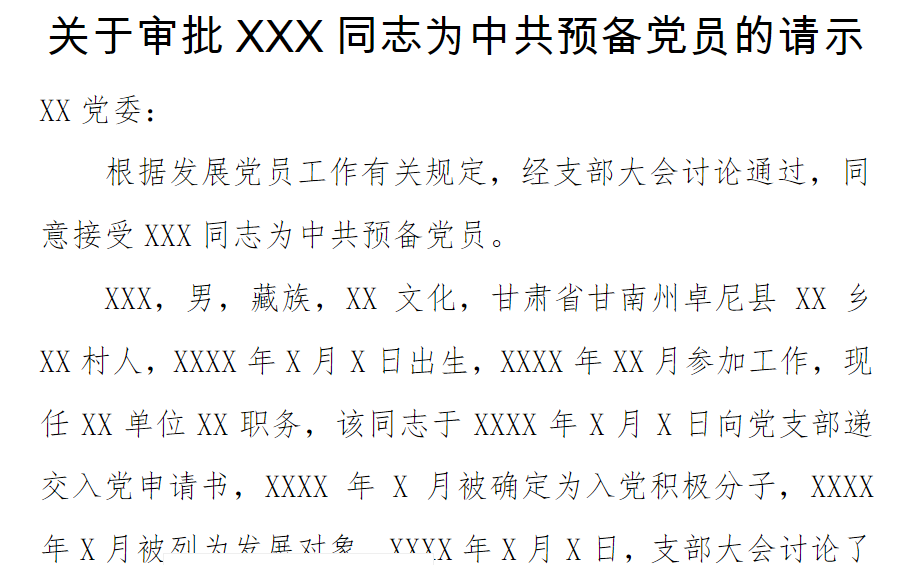 关于审批 XXX 同志为中共预备党员的请示
XX 党委：
根据发展党员工作有关规定，经支部大会讨论通过，同
意接受 XXX 同志为中共预备党员。
XXX，男，藏族，XX 文化，甘肃省甘南州卓尼县 XX 乡
XX 村人，XXXX 年 X 月 X 日出生，XXXX 年 XX 月参加工作，现
任 XX 单位 XX 职务，该同志于 XXXX 年 X 月 X 日向党支部递
交入党申请书，XXXX 年 X 月被确定为入党积极分子，XXXX
年 X 月被列为发展对象 XXXX 年 X 月 X 日，支部大会讨论了